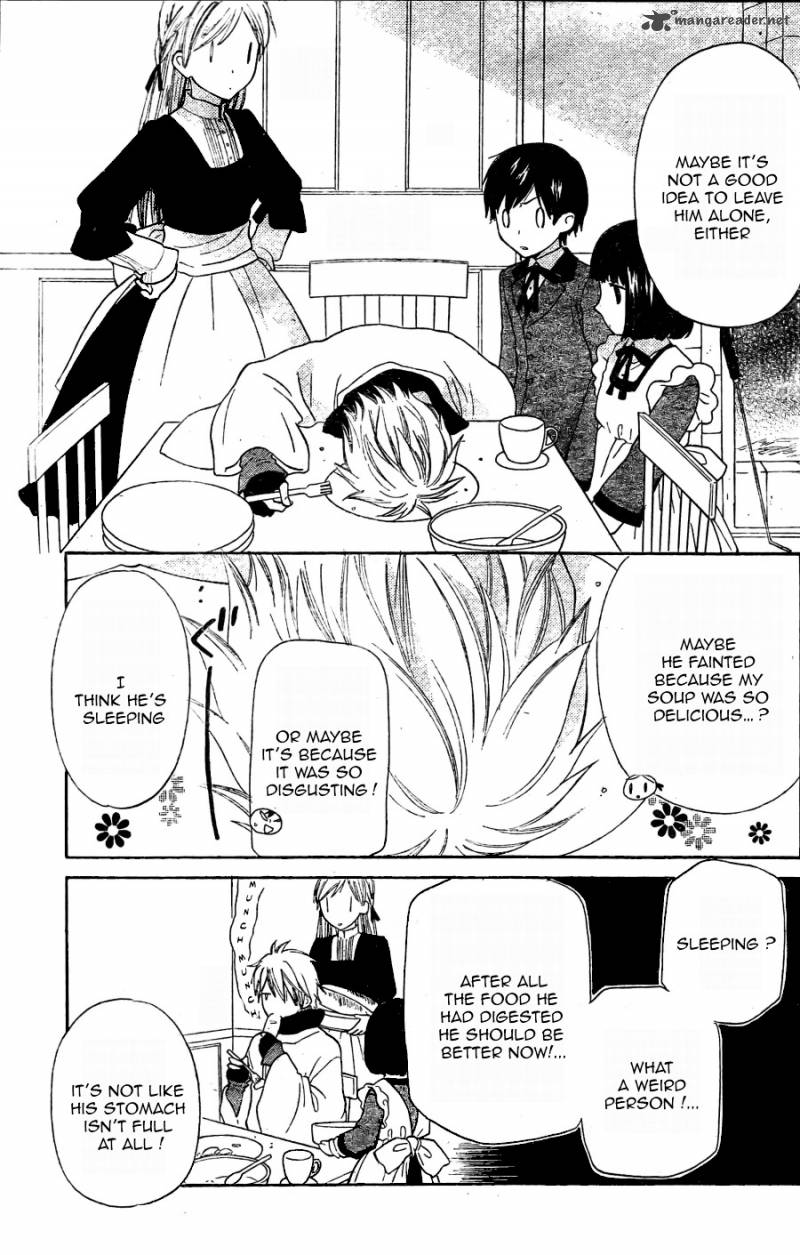 mangareader.net
MAYBE IT'S
NOT A GOOD
IDEA TO LEAVE
HIM ALONE,
EITHER
MAYBE
HE FAINTED
BECAUSE MY
SOUP WAS SO
DELICIOUS...?
OR MAYBE
IT'S BECAUSE
IT WAS SO
DISGUSTING!
I
THINK HE'S
SLEEPING
ぐー
SLEEPING ?
WHAT
A WEIRD
PERSON !...
AFTER ALL
THE FOOD HE
HAD DIGESTED
HE SHOULD BE
BETTER NOW!...
MUNCH MUNCH
IT'S NOT LIKE
HIS STOMACH
ISN'T FULL
AT ALL !